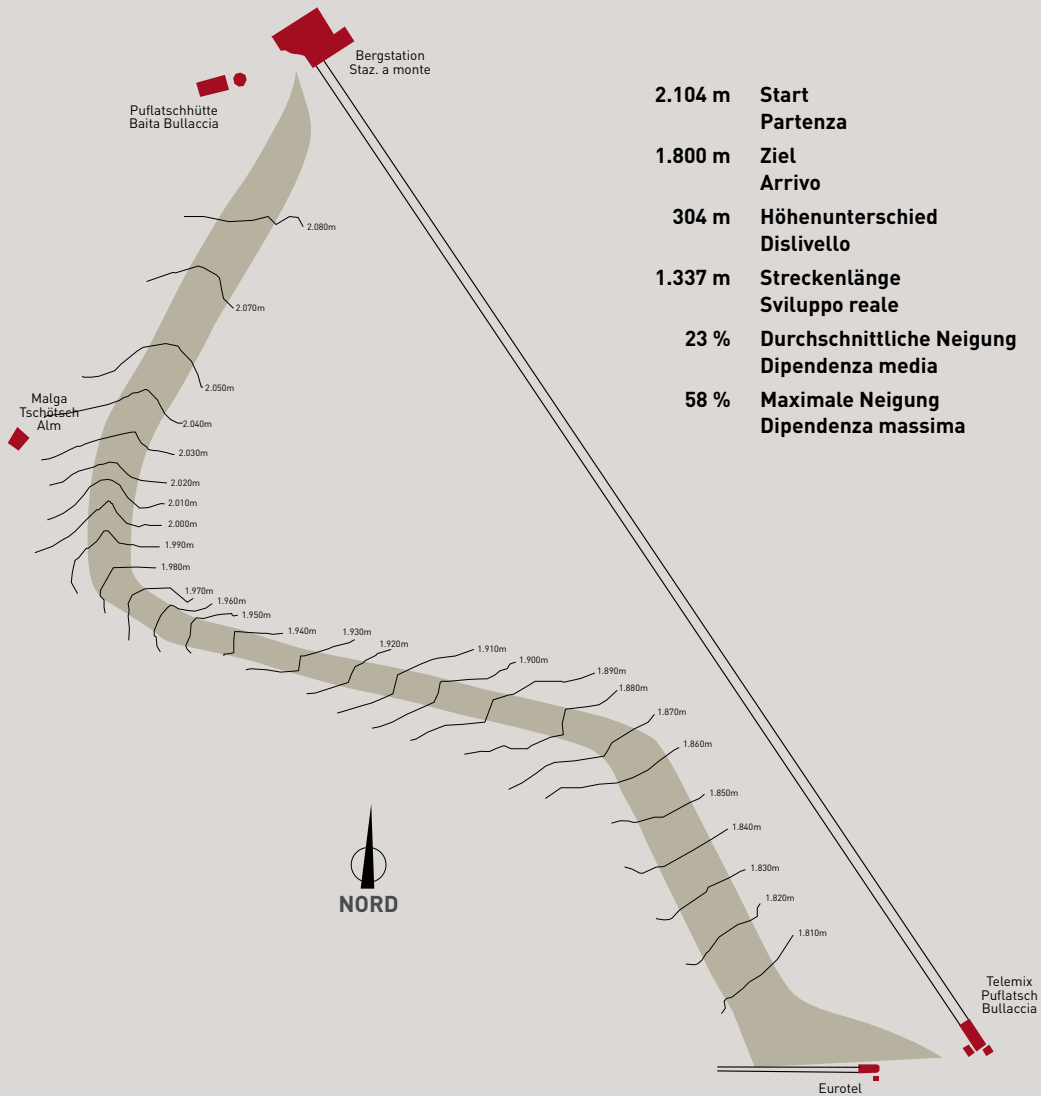 Bergstation
Staz. a monte
Puflatschhütte
Baita Bullaccia
2.104 m Start
Partenza
1.800 m Ziel
Arrivo
304 m Höhenunterschied
Dislivello
1.337 m Streckenlänge
Sviluppo reale
23 % Durchschnittliche Neigung
Dipendenza media
58 % Maximale Neigung
Dipendenza massima
2.080m
2.070m
2.050m
Malga
Tschötsch
Alm
2.040m
2.030m
2.020m
2.010m
2.000m
1.990m
1.980m
1.970m
1.960m
1.950m
1.940m
1.930m
1.920m
1.910m
1.900m
1.890m
1.880m
1.870m
1.860m
1.850m
1.840m
1.830m
1.820m
1.810m
NORD
Telemix
Puflatsch
Bullaccia
Eurotel